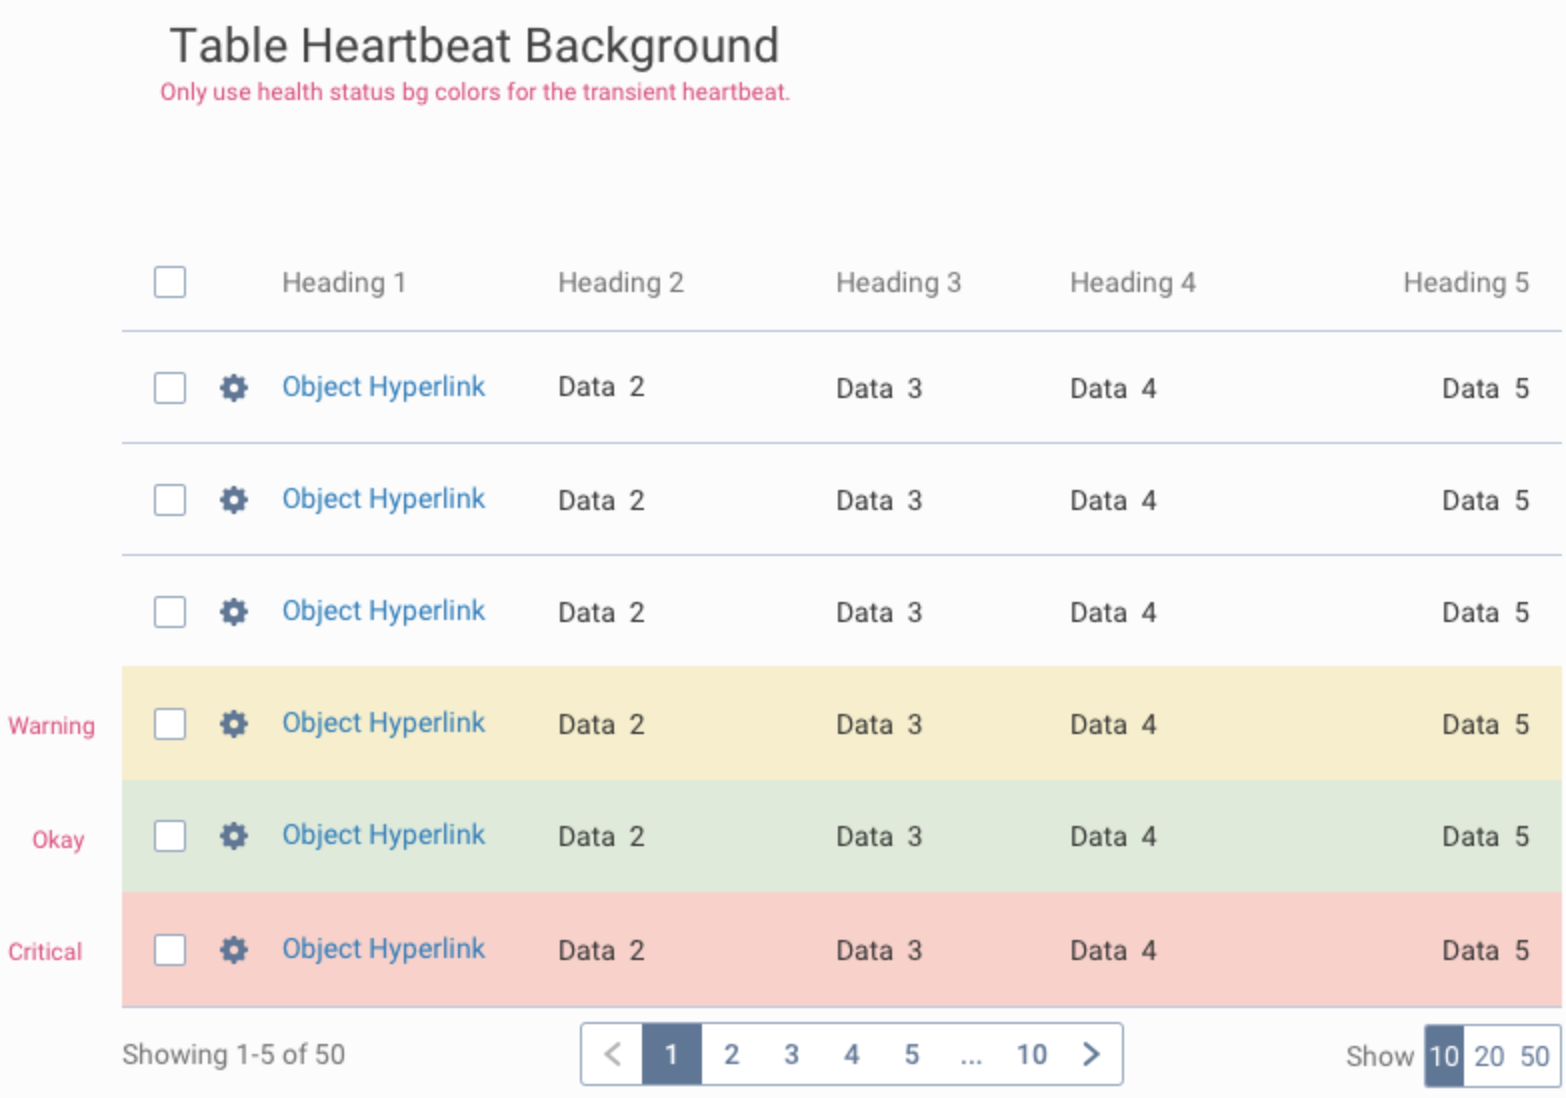 Table Heartbeat Background
Only use health status bg colors for the transient heartbeat.
Heading 1 Heading 2 Heading 3 Heading 4 Heading 5
Object Hyperlink Data 2 Data 3 Data 4 Data 5
Object Hyperlink Data 2 Data 3 Data 4 Data 5
Object Hyperlink Data 2 Data 3 Data 4 Data 5
Warning Object Hyperlink Data 2 Data 3 Data 4 Data 5
Okay Object Hyperlink Data 2 Data 3 Data 4 Data 5
Critical Object Hyperlink Data 2 Data 3 Data 4 Data 5
Showing 1-5 of 50 < 1 2 3 4 5 ... 10 > Show 10 20 50